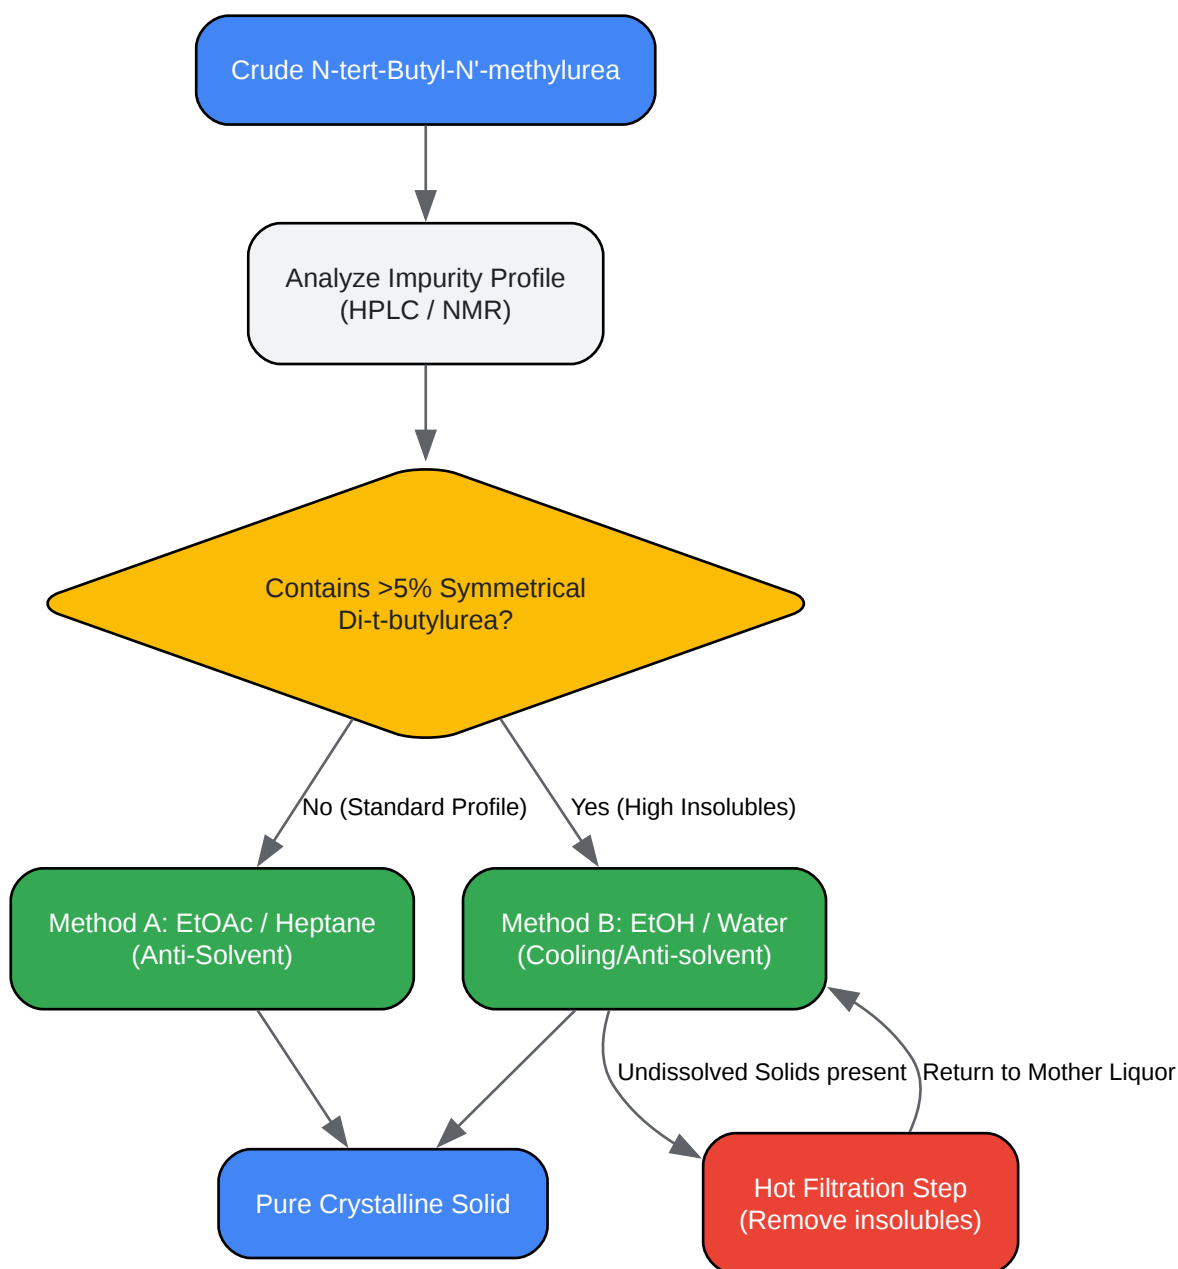 Crude N-tert-Butyl-N'-methylurea
Analyze Impurity Profile
(HPLC / NMR)
Contains >5% Symmetrical
Di-t-butylurea?
No (Standard Profile)
Yes (High Insolubles)
Method A: EtOAc / Heptane
(Anti-Solvent)
Method B: EtOH / Water
(Cooling/Anti-solvent)
Undissolved Solids present
Return to Mother Liquor
Pure Crystalline Solid
Hot Filtration Step
(Remove insolubles)